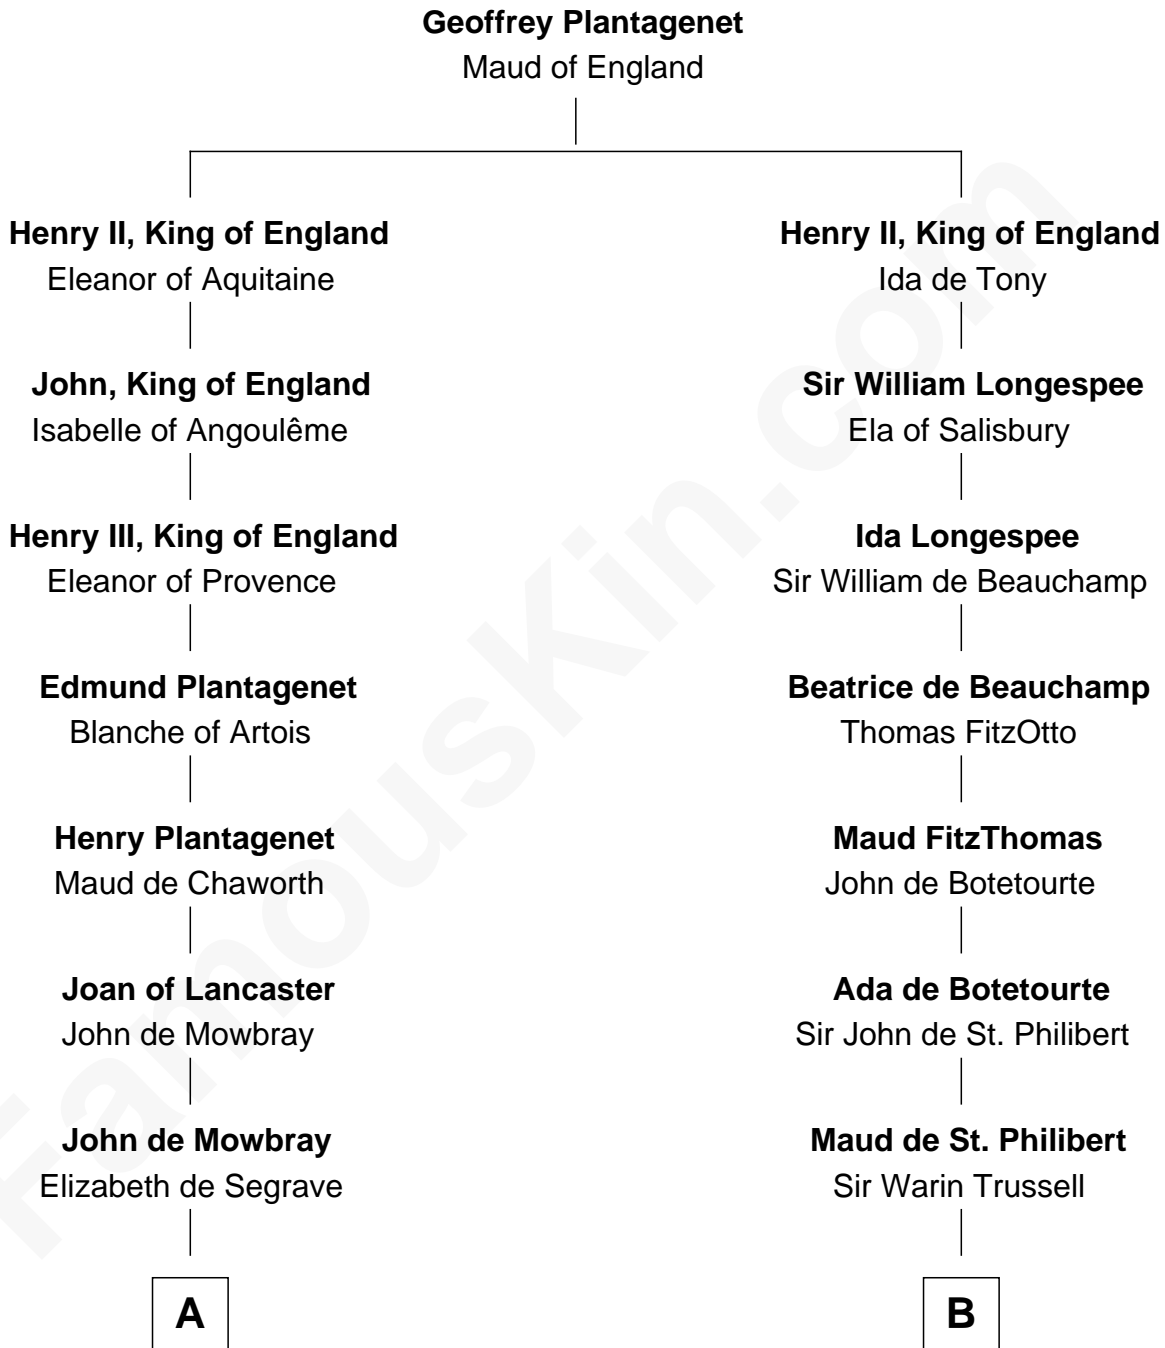 Geoffrey Plantagenet
Maud of England
Henry II, King of England
Eleanor of Aquitaine
Henry II, King of England
Ida de Tony
John, King of England
Isabelle of Angoulême
Sir William Longespee
Ela of Salisbury
Henry III, King of England
Eleanor of Provence
Ida Longespee
Sir William de Beauchamp
Edmund Plantagenet
Blanche of Artois
Beatrice de Beauchamp
Thomas FitzOtto
Henry Plantagenet
Maud de Chaworth
Maud FitzThomas
John de Botetourte
Joan of Lancaster
John de Mowbray
Ada de Botetourte
Sir John de St. Philibert
John de Mowbray
Elizabeth de Segrave
Maud de St. Philibert
Sir Warin Trussell
A
B
FamousKin.com